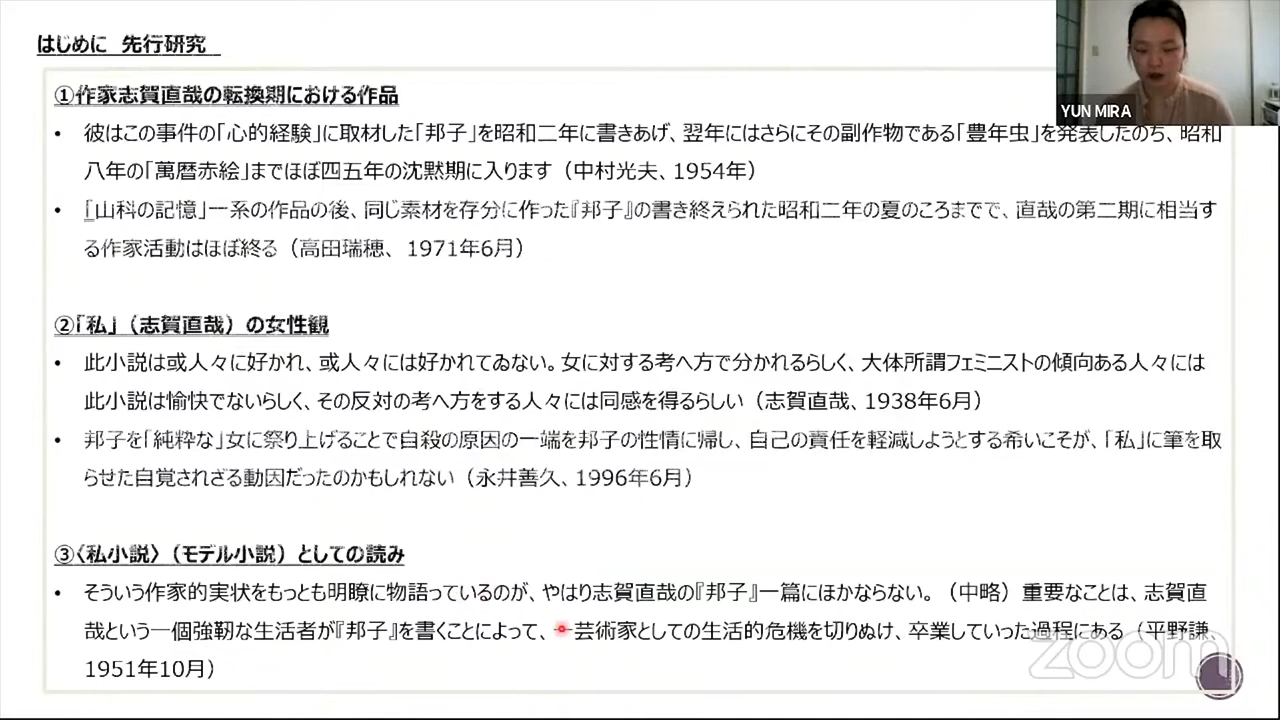 はじめに　先行研究
YUN MIRA
①作家志賀直哉の転換期における作品
• 彼はこの事件の「心的経験」に取材した「邦子」を昭和二年に書きあげ、翌年にはさらにその副作物である「豊年虫」を発表したのち、昭和
八年の「萬暦赤絵」までほぼ四五年の沈黙期に入ります（中村光夫、1954年）
• 「山科の記憶」一系の作品の後、同じ素材を存分に作った『邦子』の書き終えられた昭和二年の夏のころまでで、直哉の第二期に相当す
る作家活動はほぼ終る（高田瑞穂、1971年6月）
②「私」（志賀直哉）の女性観
• 此小説は或人々に好かれ、或人々には好かれてゐない。女に対する考へ方で分かれるらしく、大体所謂フェミニストの傾向ある人々には
此小説は愉快でないらしく、その反対の考へ方をする人々には同感を得るらしい（志賀直哉、1938年6月）
• 邦子を「純粋な」女に祭り上げることで自殺の原因の一端を邦子の性情に帰し、自己の責任を軽減しようとする希いこそが、「私」に筆を取
らせた自覚されざる動因だったのかもしれない（永井善久、1996年6月）
③〈私小説〉（モデル小説）としての読み
• そういう作家的実状をもっとも明瞭に物語っているのが、やはり志賀直哉の『邦子』一篇にほかならない。（中略）重要なことは、志賀直
哉という一個強靭な生活者が『邦子』を書くことによって、芸術家としての生活的危機を切りぬけ、卒業していった過程にある（平野謙、
1951年10月）
zoom